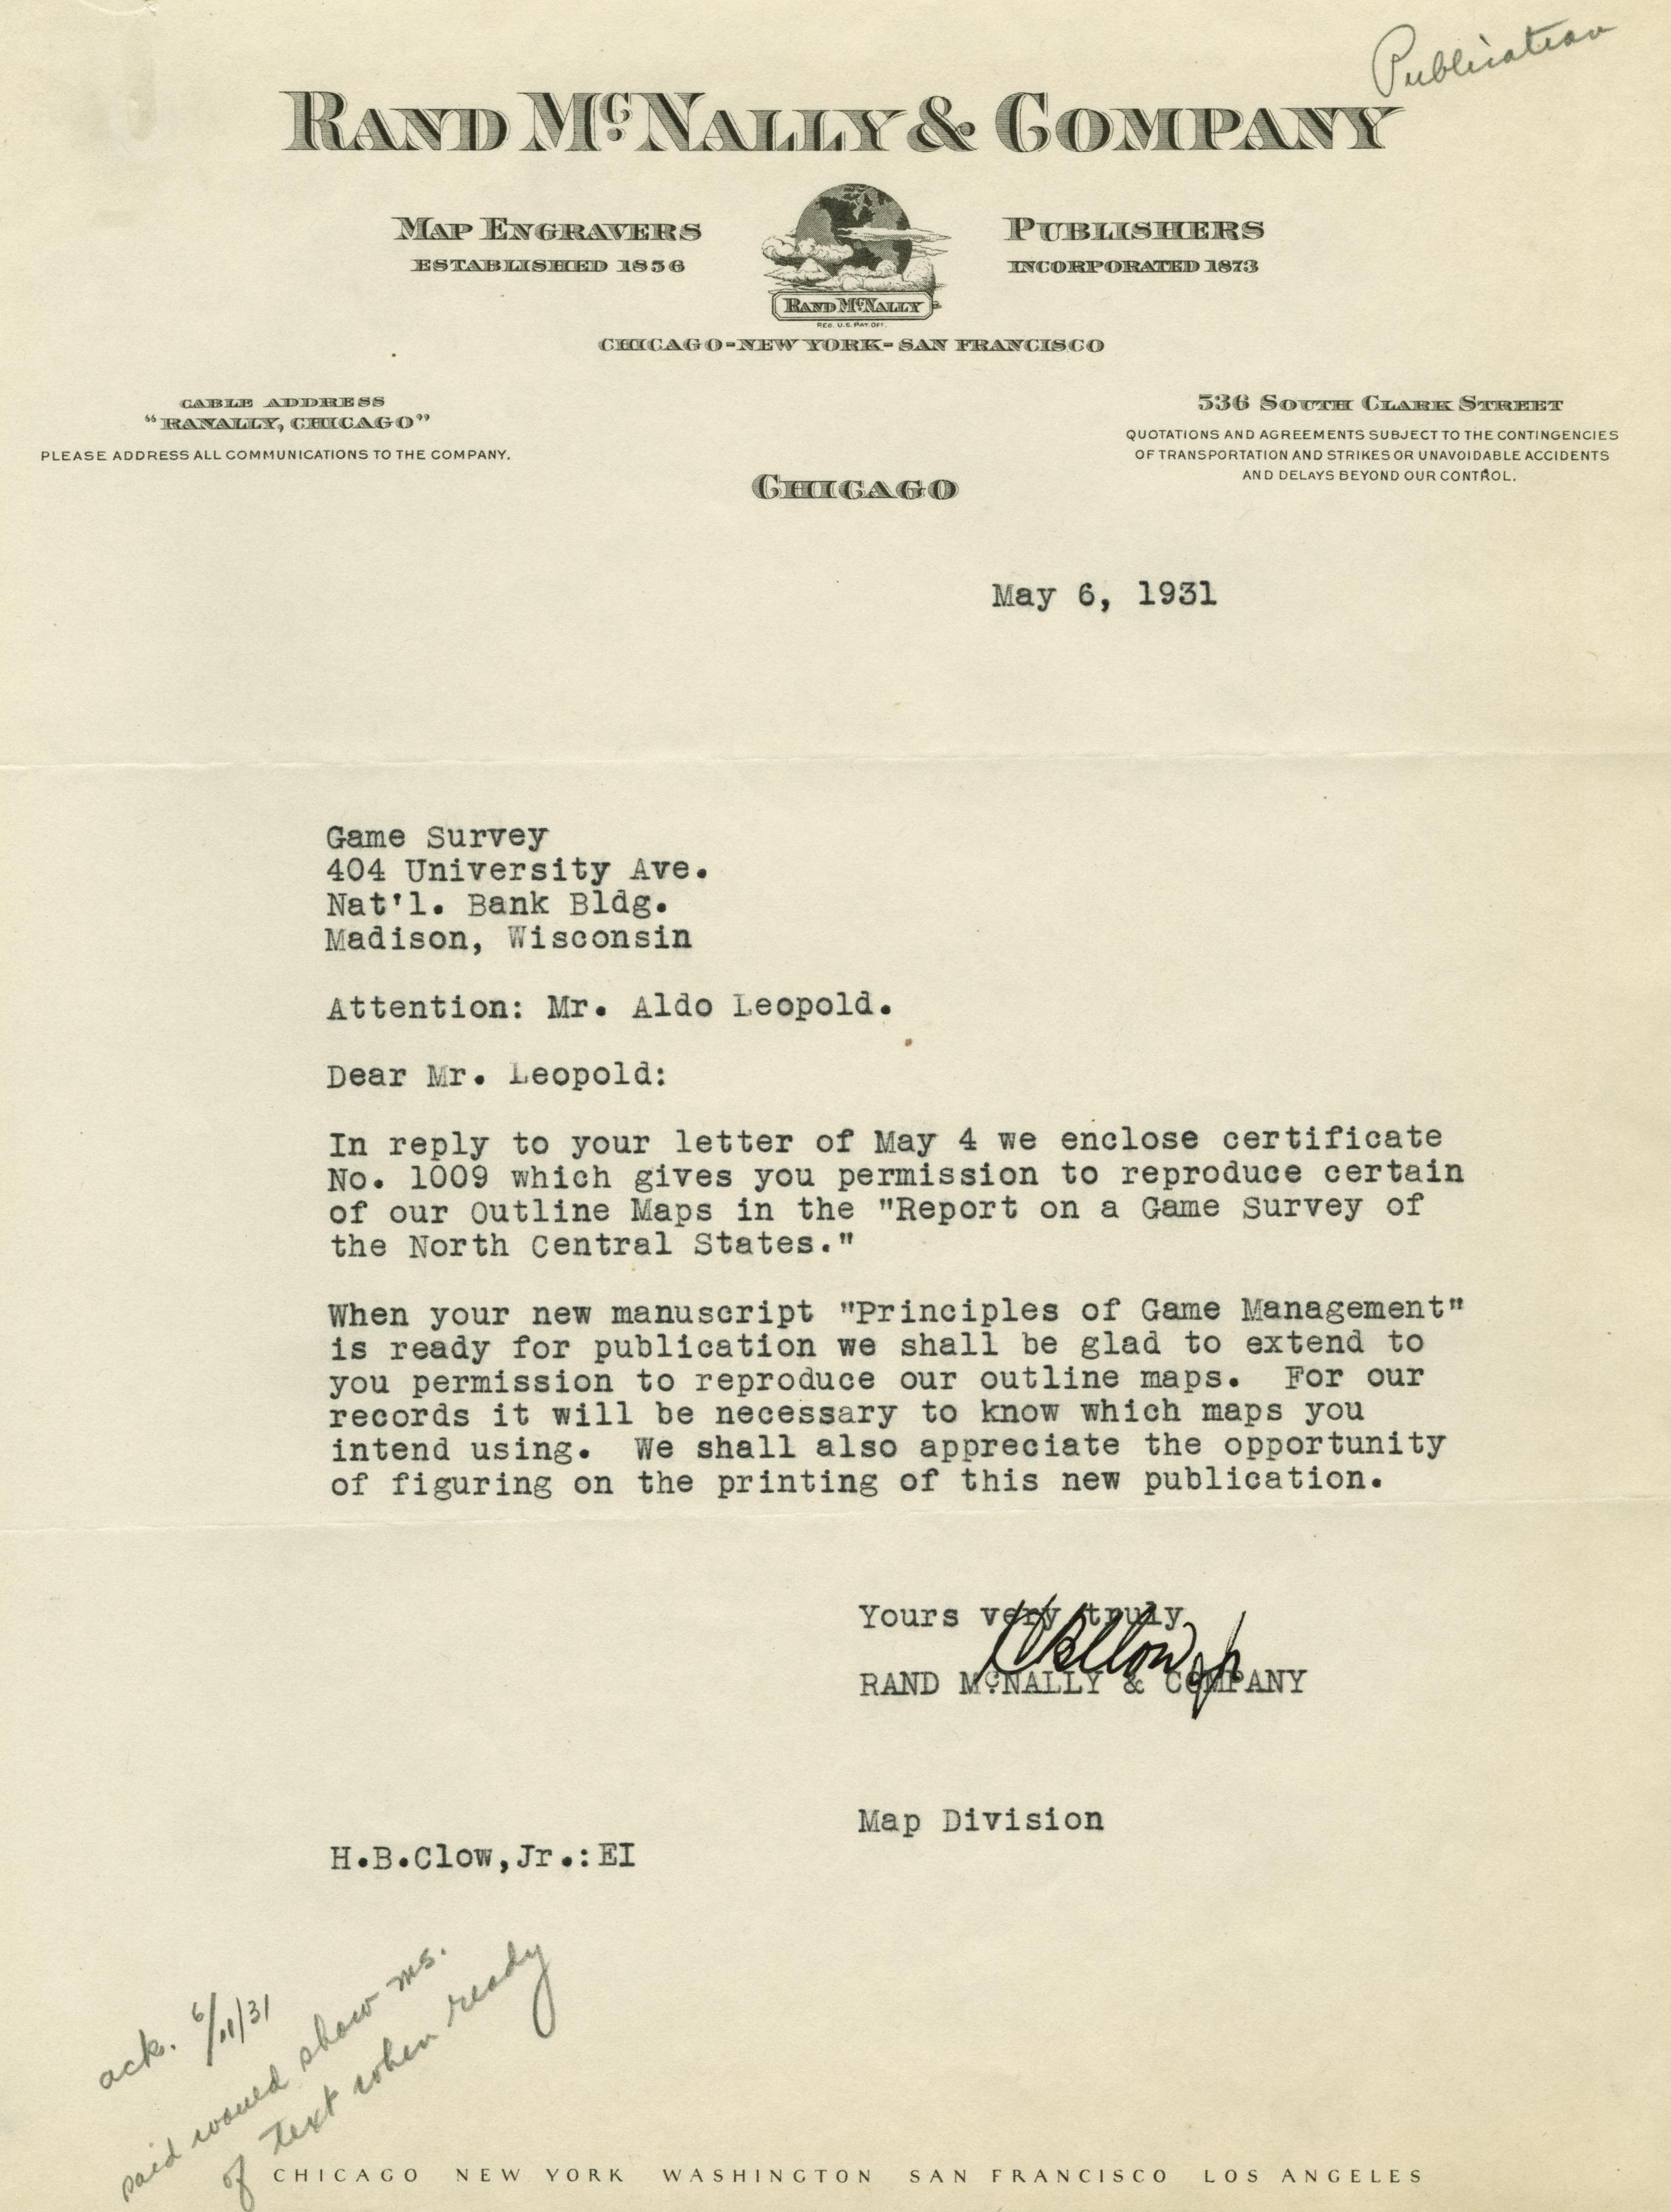 Publication
RAND McNALLY & COMPANY
MAP ENGRAVERS
ESTABLISHED 1856
PUBLISHERS
INCORPORATED 1873
RAND McNALLY
REG. U.S. PAT. OFF.
CHICAGO-NEW YORK-SAN FRANCISCO
CABLE ADDRESS
"RANALLY, CHICAGO"
PLEASE ADDRESS ALL COMMUNICATIONS TO THE COMPANY.
536 SOUTH CLARK STREET
QUOTATIONS AND AGREEMENTS SUBJECT TO THE CONTINGENCIES
OF TRANSPORTATION AND STRIKES OR UNAVOIDABLE ACCIDENTS
AND DELAYS BEYOND OUR CONTROL.
CHICAGO
May 6, 1931
Game Survey
404 University Ave.
Nat'l. Bank Bldg.
Madison, Wisconsin
Attention: Mr. Aldo Leopold.
Dear Mr. Leopold:
In reply to your letter of May 4 we enclose certificate
No. 1009 which gives you permission to reproduce certain
of our Outline Maps in the "Report on a Game Survey of
the North Central States."
When your new manuscript "Principles of Game Management"
is ready for publication we shall be glad to extend to
you permission to reproduce our outline maps. For our
records it will be necessary to know which maps you
intend using. We shall also appreciate the opportunity
of figuring on the printing of this new publication.
Yours very truly
HBClow Jr
RAND McNALLY & COMPANY
Map Division
H.B.Clow,Jr.:EI
ack. 6/11/31
said would show ms.
of text when ready
CHICAGO NEW YORK WASHINGTON SAN FRANCISCO LOS ANGELES